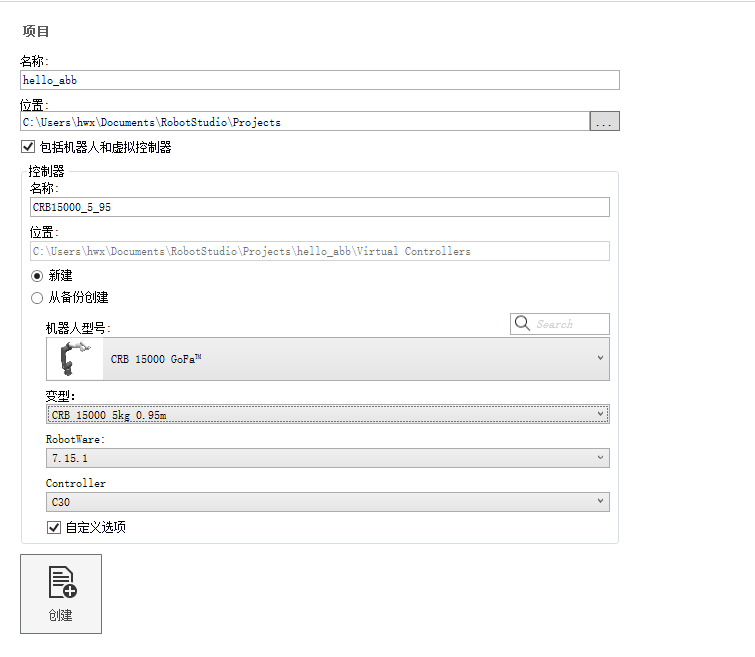 项目
名称:
hello_abb
位置:
C:\Users\hwx\Documents\RobotStudio\Projects
...
包括机器人和虚拟控制器
控制器
名称:
CRB15000_5_95
位置:
C:\Users\hwx\Documents\RobotStudio\Projects\hello_abb\Virtual Controllers
新建
从备份创建
机器人型号:
Search
CRB 15000 GoFa™
变型:
CRB 15000 5kg 0.95m
RobotWare:
7.15.1
Controller
C30
自定义选项
创建